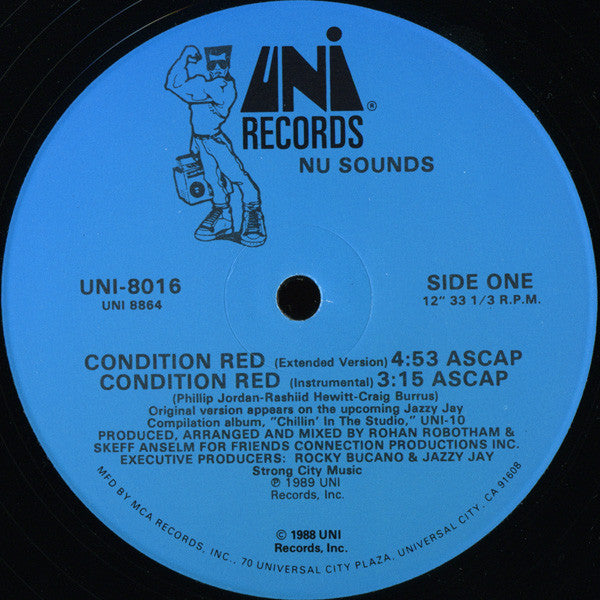 UNI®
RECORDS
NU SOUNDS
UNI-8016
UNI 8864
SIDE ONE
12" 33 1/3 R.P.M.
CONDITION RED (Extended Version) 4:53 ASCAP
CONDITION RED (Instrumental) 3:15 ASCAP
(Phillip Jordan-Rashiid Hewitt-Craig Burrus)
Original version appears on the upcoming Jazzy Jay
Compilation album, "Chillin' In The Studio," UNI-10
PRODUCED, ARRANGED AND MIXED BY ROHAN ROBOTHAM &
SKEFF ANSELM FOR FRIENDS CONNECTION PRODUCTIONS INC.
EXECUTIVE PRODUCERS: ROCKY BUCANO & JAZZY JAY
Strong City Music
℗ 1989 UNI
Records, Inc.
© 1988 UNI
Records, Inc.
MFD BY MCA RECORDS, INC., 70 UNIVERSAL CITY PLAZA, UNIVERSAL CITY, CA 91608